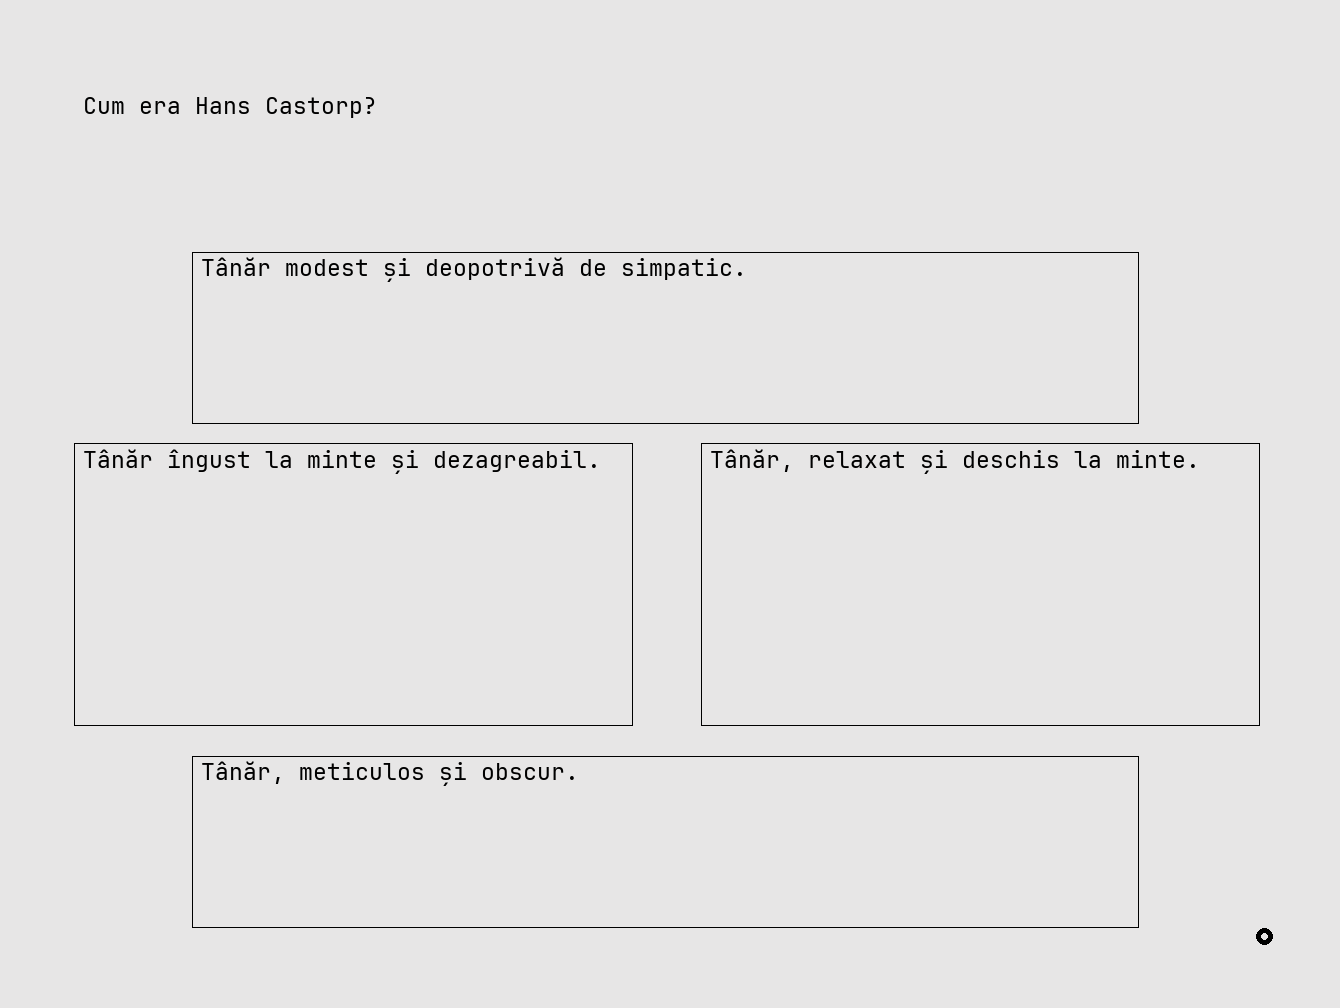 Cum era Hans Castorp?
Tânăr modest și deopotrivă de simpatic.
Tânăr îngust la minte și dezagreabil.
Tânăr, relaxat și deschis la minte.
Tânăr, meticulos și obscur.